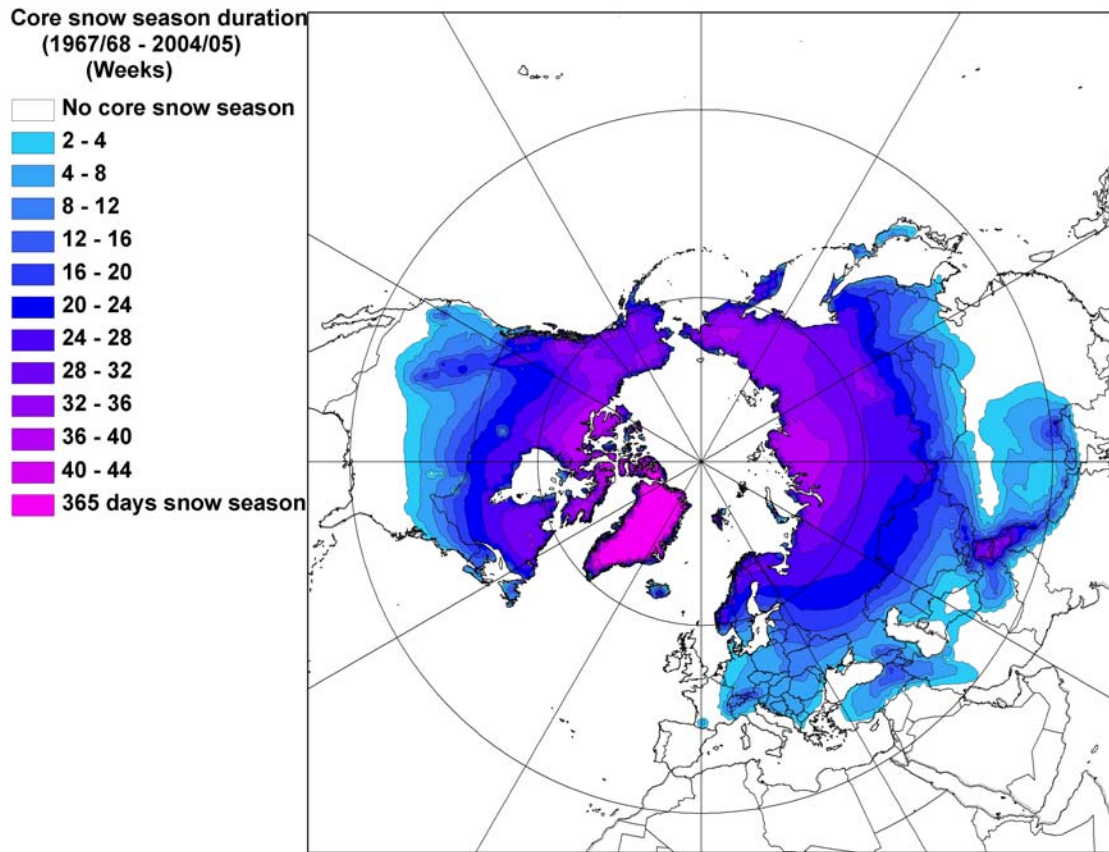 Core snow season duration
(1967/68 - 2004/05)
(Weeks)
No core snow season
2 - 4
4 - 8
8 - 12
12 - 16
16 - 20
20 - 24
24 - 28
28 - 32
32 - 36
36 - 40
40 - 44
365 days snow season